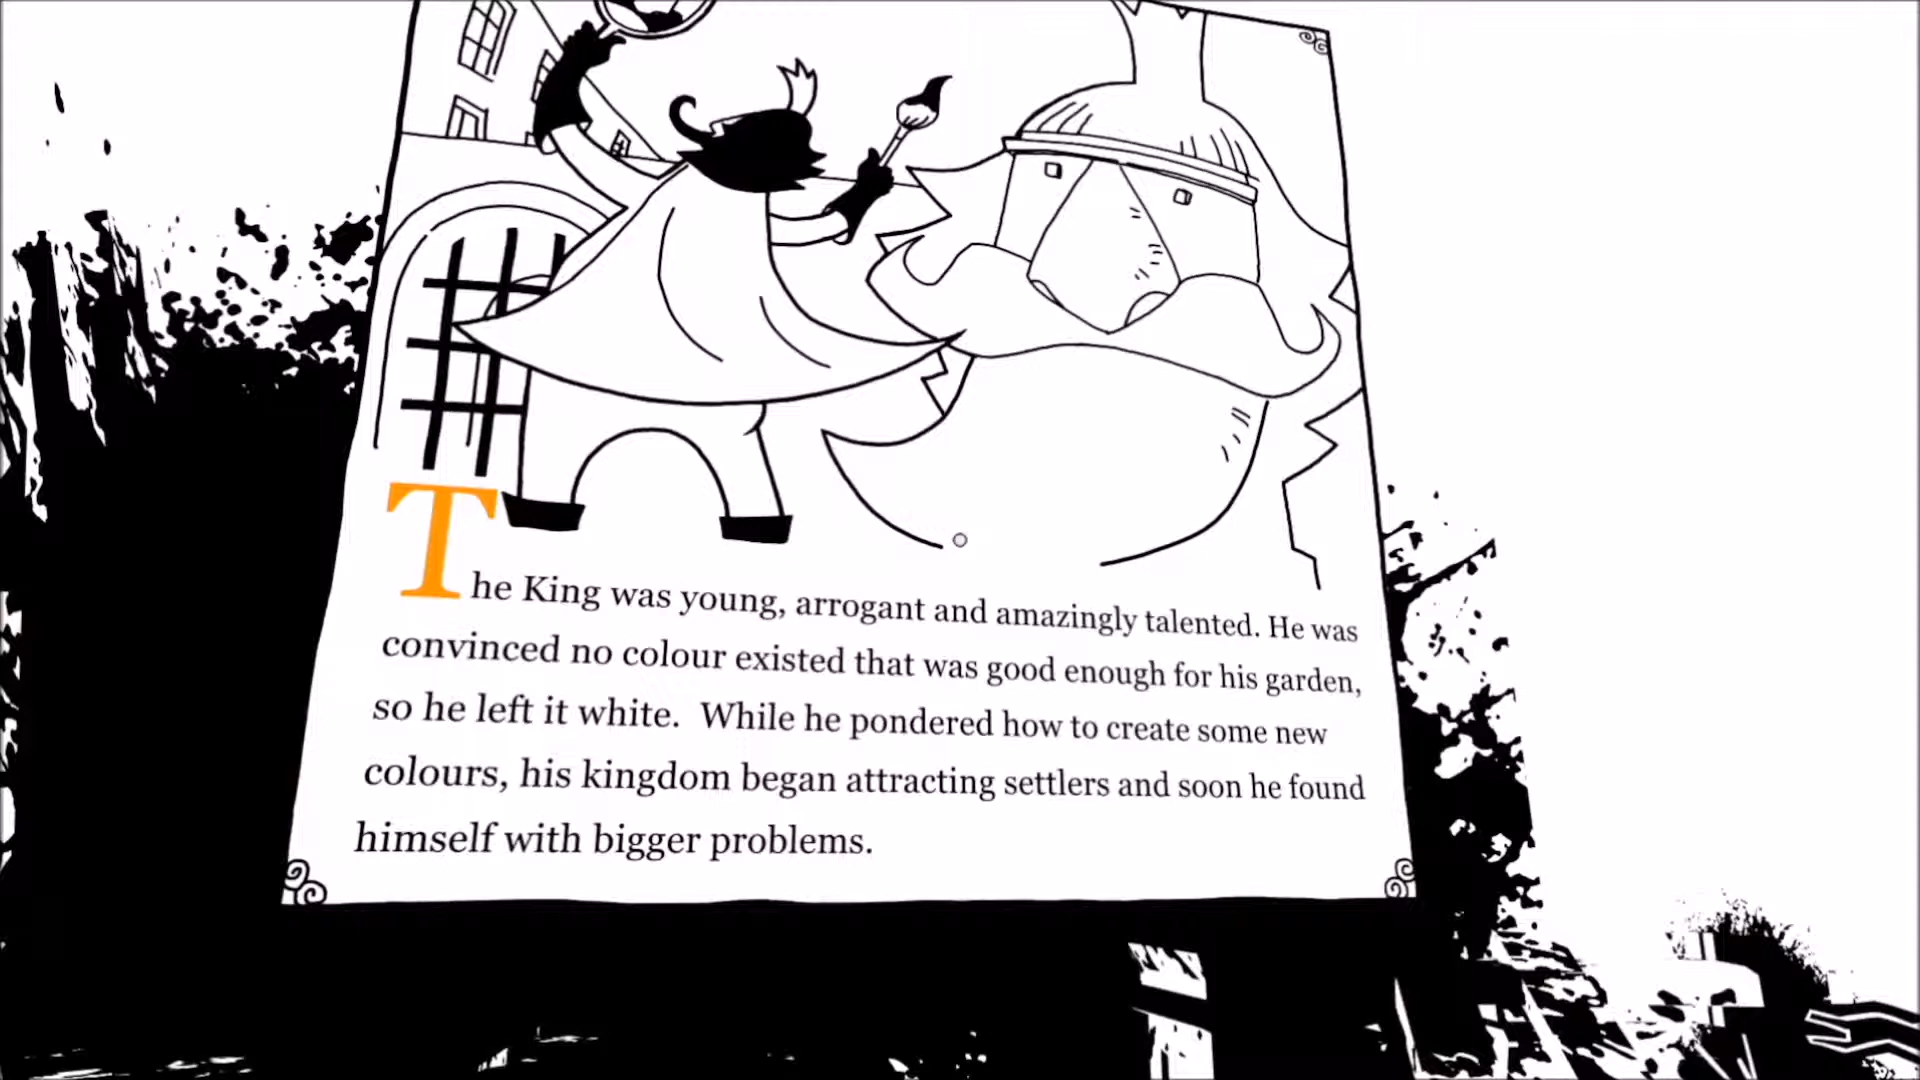 The King was young, arrogant and amazingly talented. He was
convinced no colour existed that was good enough for his garden,
so he left it white.  While he pondered how to create some new
colours, his kingdom began attracting settlers and soon he found
himself with bigger problems.